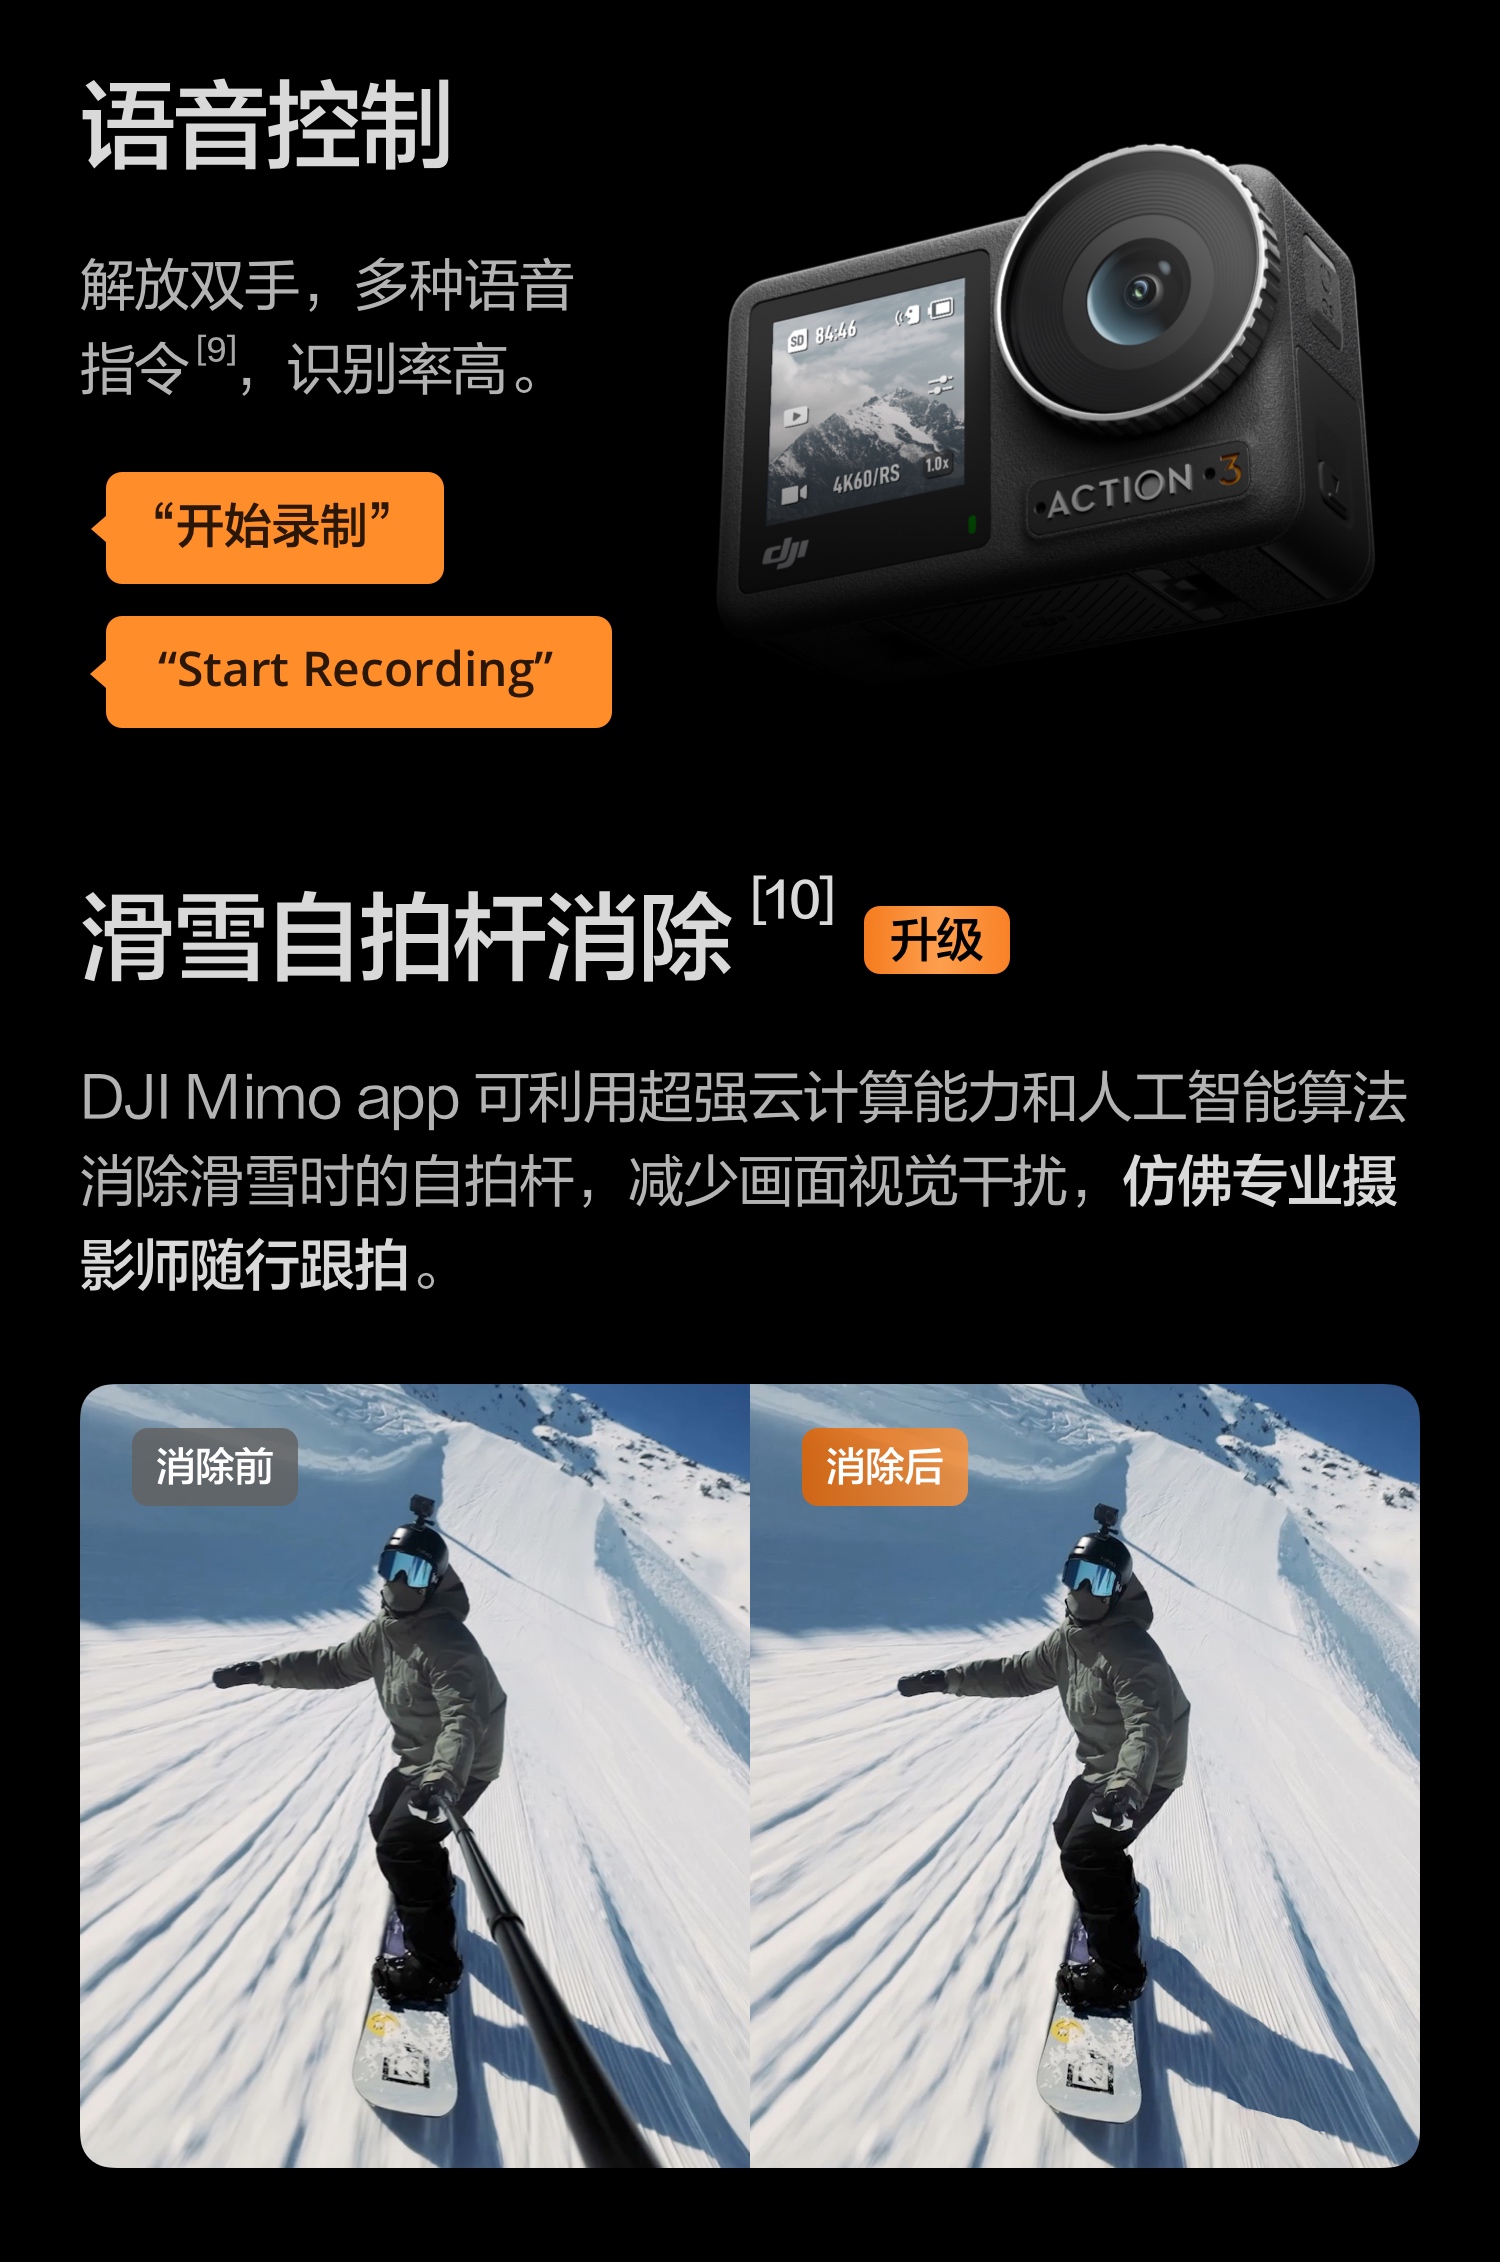 语音控制
解放双手，多种语音
指令[9]，识别率高。
“开始录制”
“Start Recording”
SD 84:46
4K60/RS 1.0x
dji
ACTION 3
滑雪自拍杆消除[10] 升级
DJI Mimo app 可利用超强云计算能力和人工智能算法
消除滑雪时的自拍杆，减少画面视觉干扰，仿佛专业摄
影师随行跟拍。
消除前
消除后